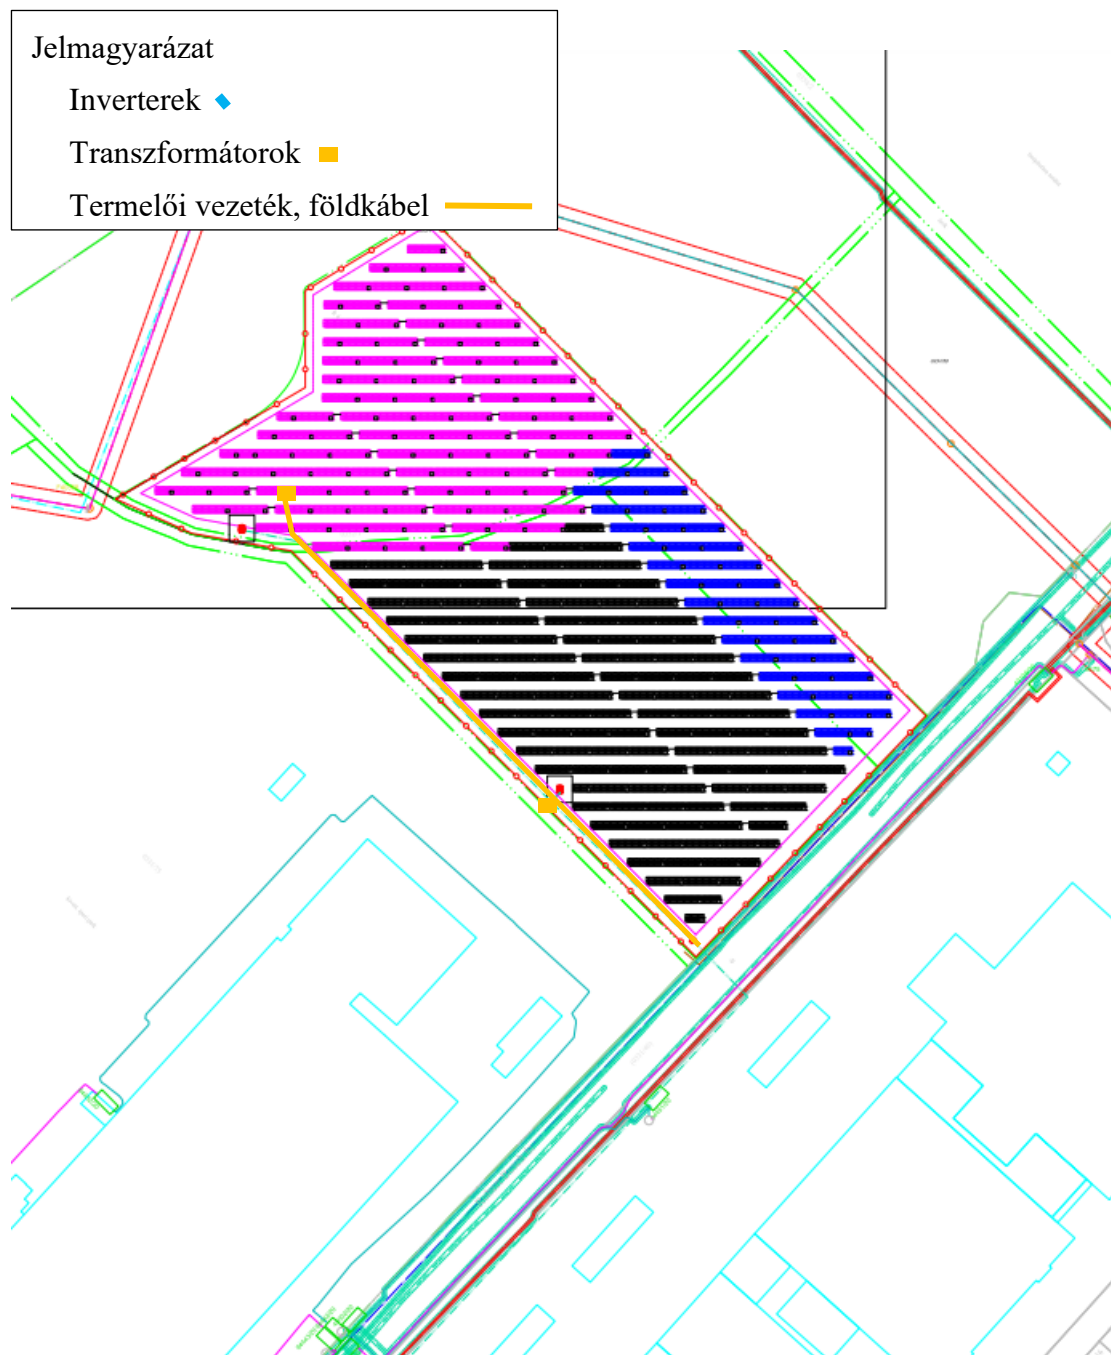 Jelmagyarázat
Inverterek
Transzformátorok
Termelői vezeték, földkábel